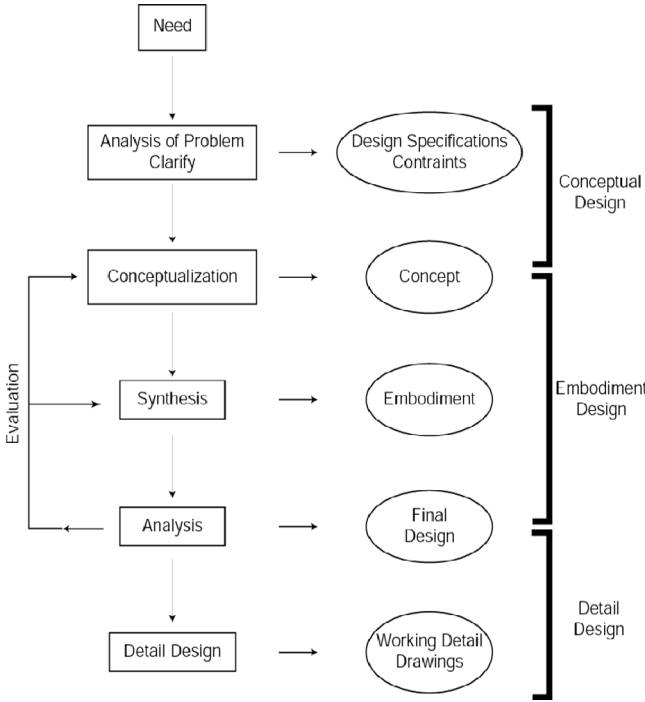 Need
Analysis of Problem
Clarify
Design Specifications
Contraints
Conceptual
Design
Conceptualization
Concept
Evaluation
Synthesis
Embodiment
Embodiment
Design
Analysis
Final
Design
Detail
Design
Detail Design
Working Detail
Drawings